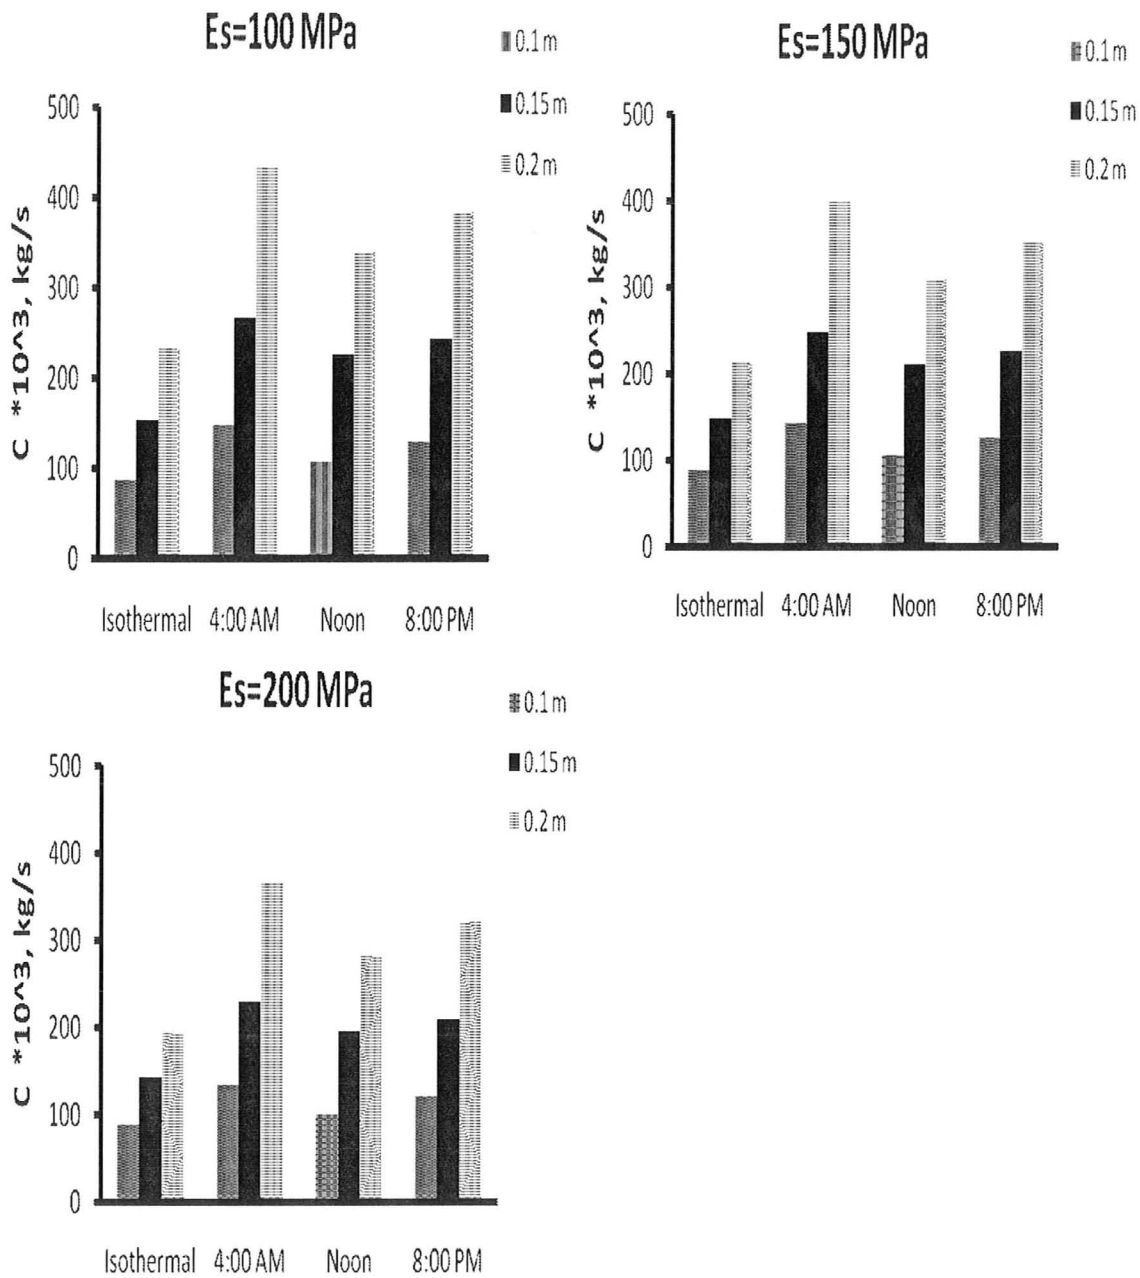 Es=100 MPa
0.1 m
0.15 m
0.2 m
500
400
300
200
100
0
C *10^3, kg/s
Isothermal 4:00 AM Noon 8:00 PM
Es=150 MPa
0.1 m
0.15 m
0.2 m
500
400
300
200
100
0
C *10^3, kg/s
Isothermal 4:00 AM Noon 8:00 PM
Es=200 MPa
0.1 m
0.15 m
0.2 m
500
400
300
200
100
0
C *10^3, kg/s
Isothermal 4:00 AM Noon 8:00 PM